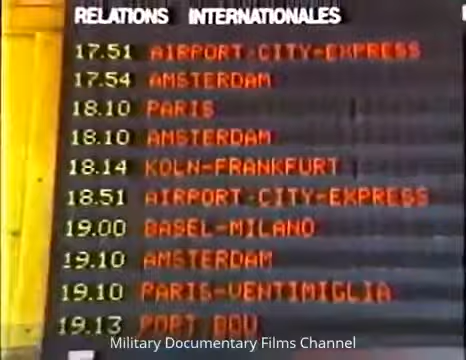 RELATIONS INTERNATIONALES
17.51 AIRPORT-CITY-EXPRESS
17.54 AMSTERDAM
18.10 PARIS
18.10 AMSTERDAM
18.14 KOLN-FRANKFURT
18.51 AIRPORT-CITY-EXPRESS
19.00 BASEL-MILANO
19.10 AMSTERDAM
19.10 PARIS-VENTIMIGLIA
19.13 PORT BOU
Military Documentary Films Channel